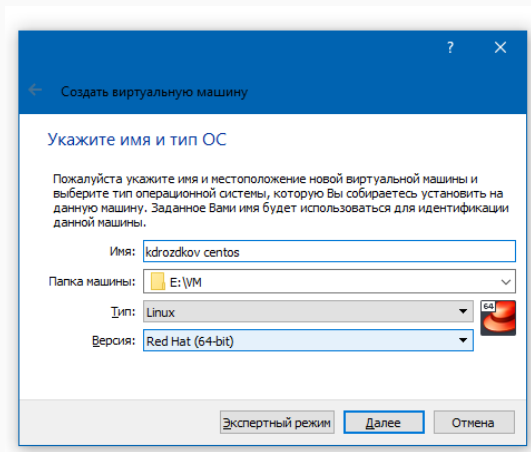 ?
Создать виртуальную машину
Укажите имя и тип ОС
Пожалуйста укажите имя и местоположение новой виртуальной машины и
выберите тип операционной системы, которую Вы собираетесь установить на
данную машину. Заданное Вами имя будет использоваться для идентификации
данной машины.
Имя: kdrozdkov centos
Папка машины: E:\VM
Тип: Linux
64
Версия: Red Hat (64-bit)
Экспертный режим Далее Отмена